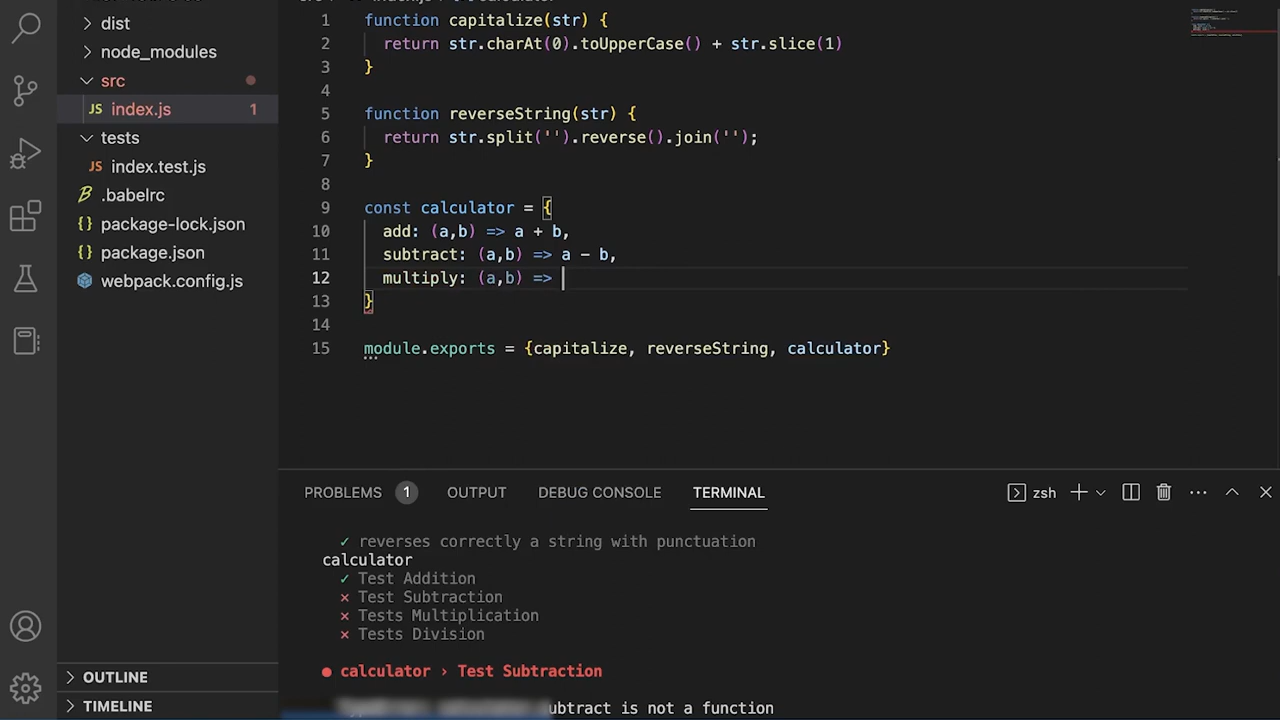 dist
node_modules
src
JS index.js 1
tests
JS index.test.js
.babelrc
{} package-lock.json
{} package.json
webpack.config.js
OUTLINE
TIMELINE
1 function capitalize(str) {
2 return str.charAt(0).toUpperCase() + str.slice(1)
3 }
4
5 function reverseString(str) {
6 return str.split('').reverse().join('');
7 }
8
9 const calculator = {
10 add: (a,b) => a + b,
11 subtract: (a,b) => a - b,
12 multiply: (a,b) =>
13 }
14
15 module.exports = {capitalize, reverseString, calculator}
PROBLEMS 1 OUTPUT DEBUG CONSOLE TERMINAL zsh
✓ reverses correctly a string with punctuation
calculator
✓ Test Addition
× Test Subtraction
× Tests Multiplication
× Tests Division
● calculator › Test Subtraction
ubtract is not a function